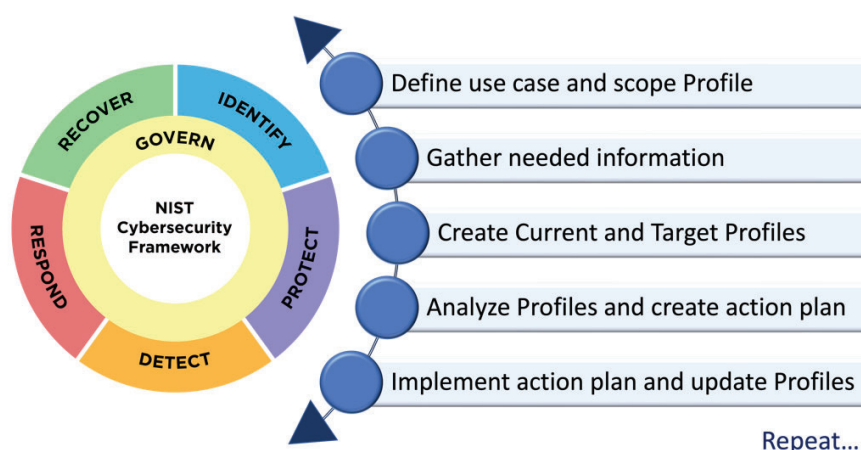 RECOVER
IDENTIFY
GOVERN
NIST
Cybersecurity
Framework
RESPOND
PROTECT
DETECT
Define use case and scope Profile
Gather needed information
Create Current and Target Profiles
Analyze Profiles and create action plan
Implement action plan and update Profiles
Repeat...